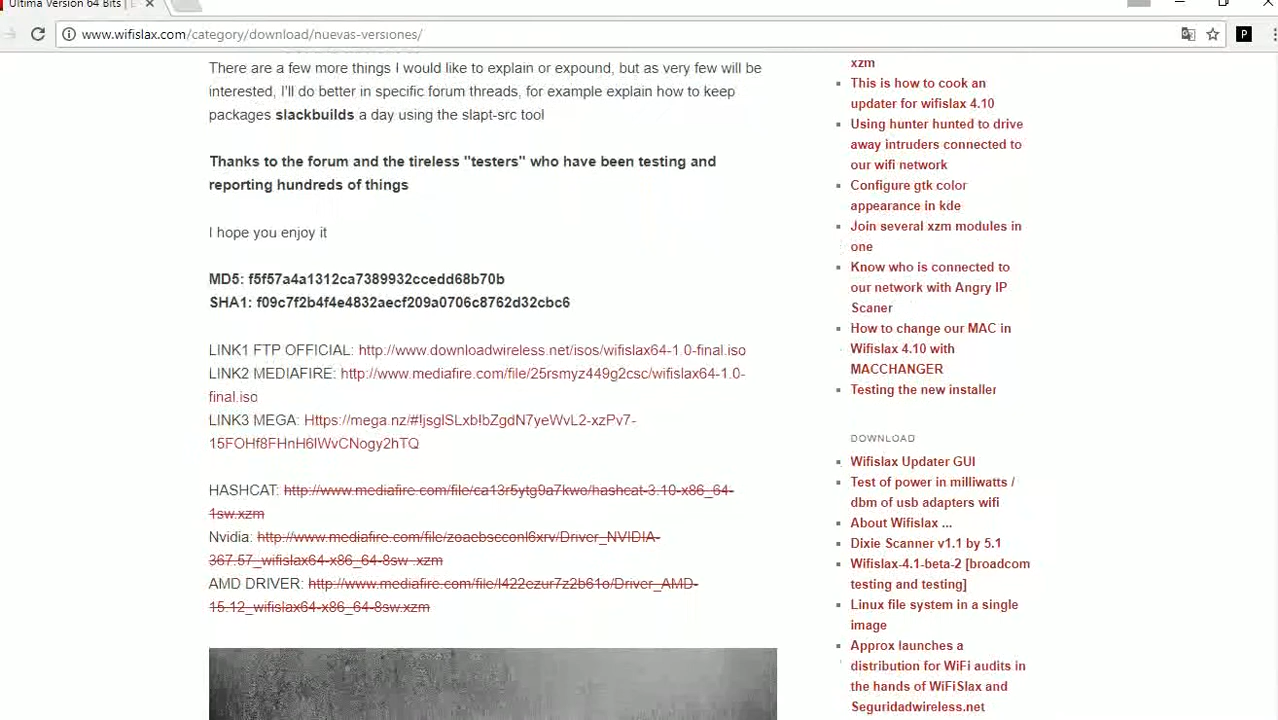 Ultima Version 64 Bits |
www.wifislax.com/category/download/nuevas-versiones/
P
There are a few more things I would like to explain or expound, but as very few will be
interested, I'll do better in specific forum threads, for example explain how to keep
packages slackbuilds a day using the slapt-src tool
Thanks to the forum and the tireless "testers" who have been testing and
reporting hundreds of things
I hope you enjoy it
MD5: f5f57a4a1312ca7389932ccedd68b70b
SHA1: f09c7f2b4f4e4832aecf209a0706c8762d32cbc6
LINK1 FTP OFFICIAL: http://www.downloadwireless.net/isos/wifislax64-1.0-final.iso
LINK2 MEDIAFIRE: http://www.mediafire.com/file/25rsmyz449g2csc/wifislax64-1.0-
final.iso
LINK3 MEGA: Https://mega.nz/#!jsglSLxb!bZgdN7yeWvL2-xzPv7-
15FOHf8FHnH6IWvCNogy2hTQ
HASHCAT: http://www.mediafire.com/file/ca13r5ytg9a7kwo/hashcat-3.10-x86_64-
1sw.xzm
Nvidia: http://www.mediafire.com/file/zoacbscconl6xrv/Driver_NVIDIA-
367.57_wifislax64-x86_64-8sw .xzm
AMD DRIVER: http://www.mediafire.com/file/l422czur7z2b61o/Driver_AMD-
15.12_wifislax64-x86_64-8sw.xzm
xzm
This is how to cook an
updater for wifislax 4.10
Using hunter hunted to drive
away intruders connected to
our wifi network
Configure gtk color
appearance in kde
Join several xzm modules in
one
Know who is connected to
our network with Angry IP
Scaner
How to change our MAC in
Wifislax 4.10 with
MACCHANGER
Testing the new installer
DOWNLOAD
Wifislax Updater GUI
Test of power in milliwatts /
dbm of usb adapters wifi
About Wifislax ...
Dixie Scanner v1.1 by 5.1
Wifislax-4.1-beta-2 [broadcom
testing and testing]
Linux file system in a single
image
Approx launches a
distribution for WiFi audits in
the hands of WiFiSlax and
Seguridadwireless.net